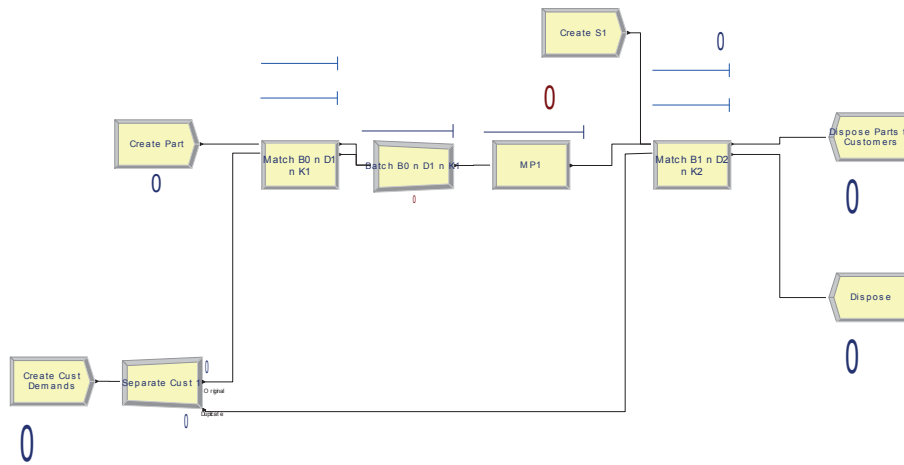 Create S1
0
0
Create Part
0
Match B0 n D1
n K1
Batch B0 n D1 n K1
0
MP1
Match B1 n D2
n K2
Dispose Parts
Customers
0
Dispose
0
Create Cust
Demands
0
Separate Cust 1
0
Original
Duplicate
0